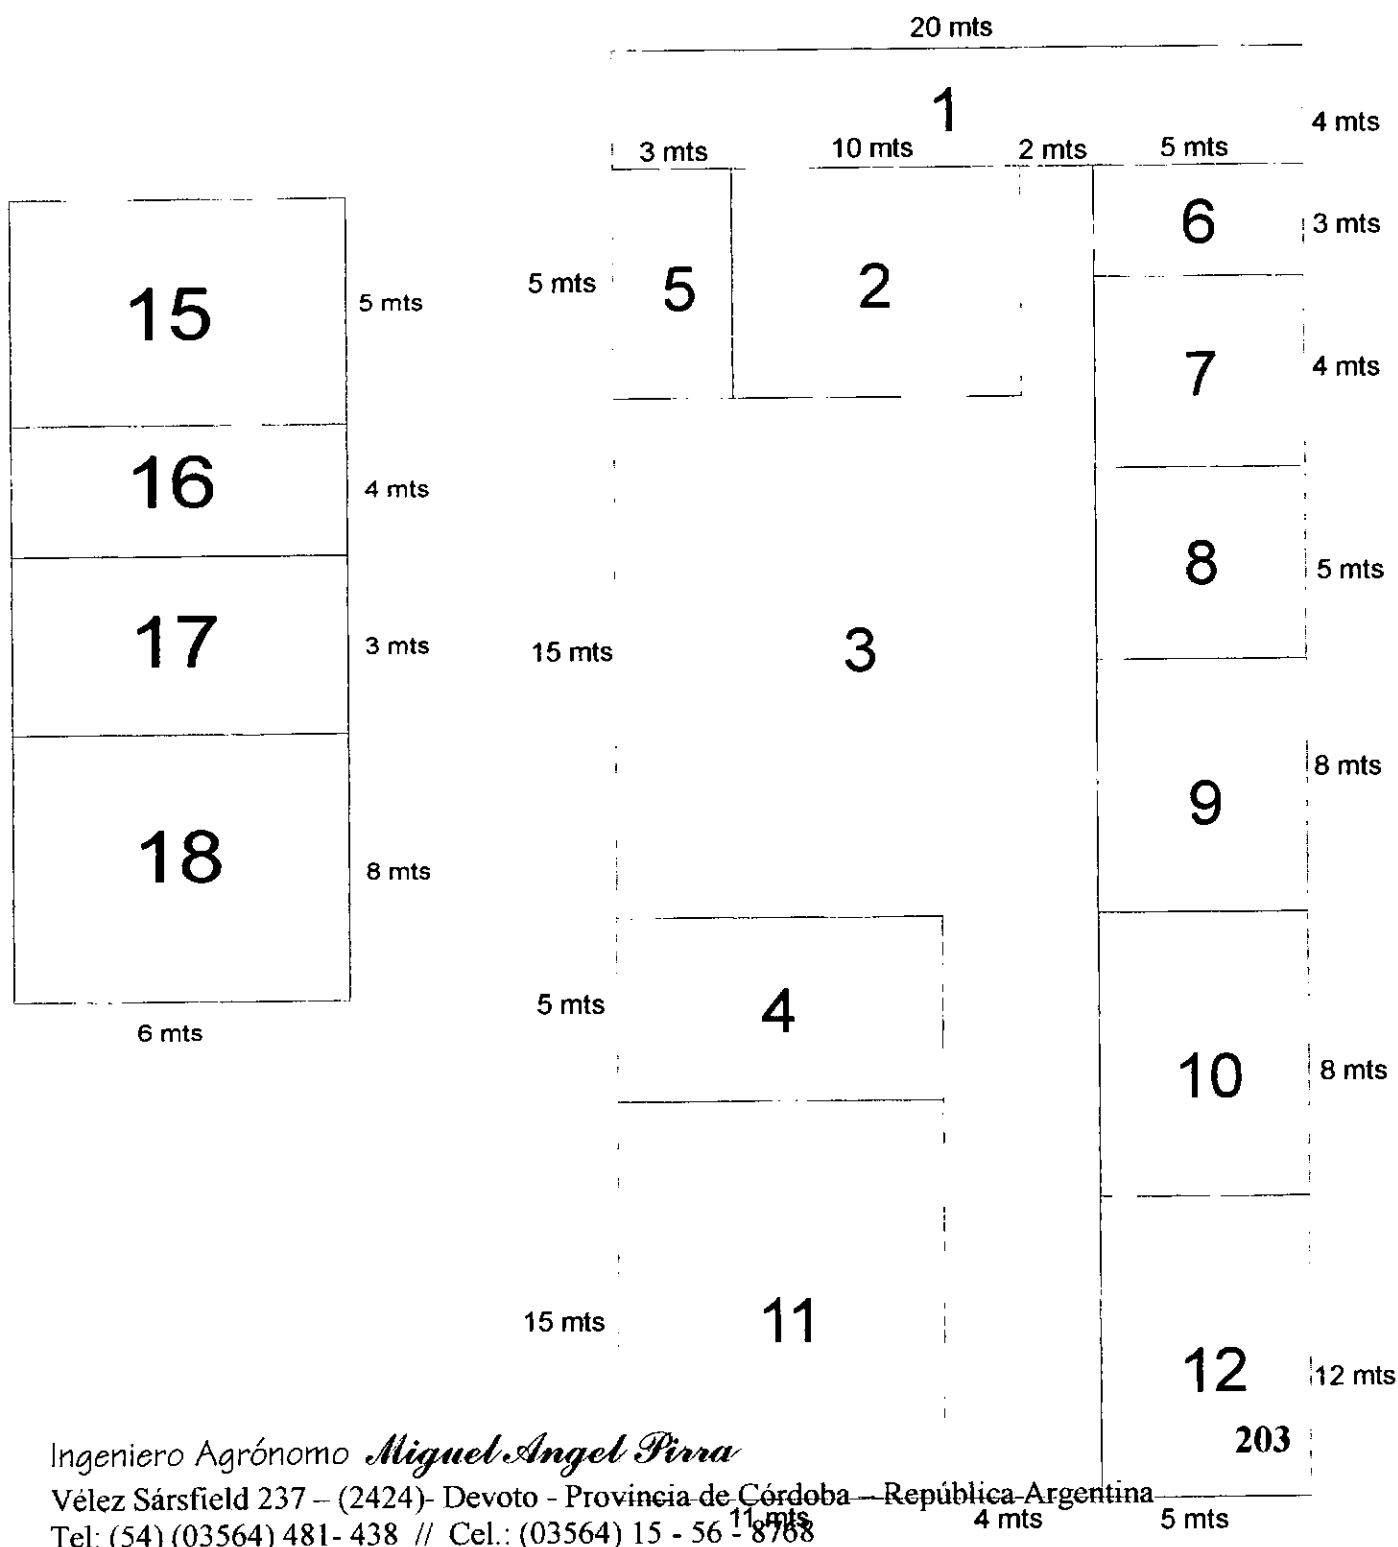 20 mts
1
4 mts
3 mts 10 mts 2 mts 5 mts
15
5 mts
16
4 mts
17
3 mts
18
8 mts
6 mts
5 mts
5
2
6
3 mts
7
4 mts
8
5 mts
15 mts
3
9
8 mts
5 mts
4
10
8 mts
15 mts
11
12
12 mts
203
11 mts
4 mts
5 mts
Ingeniero Agrónomo Miguel Angel Pirra
Vélez Sársfield 237 – (2424)- Devoto - Provincia de Córdoba – República Argentina
Tel: (54) (03564) 481- 438 // Cel.: (03564) 15 - 56 - 8768